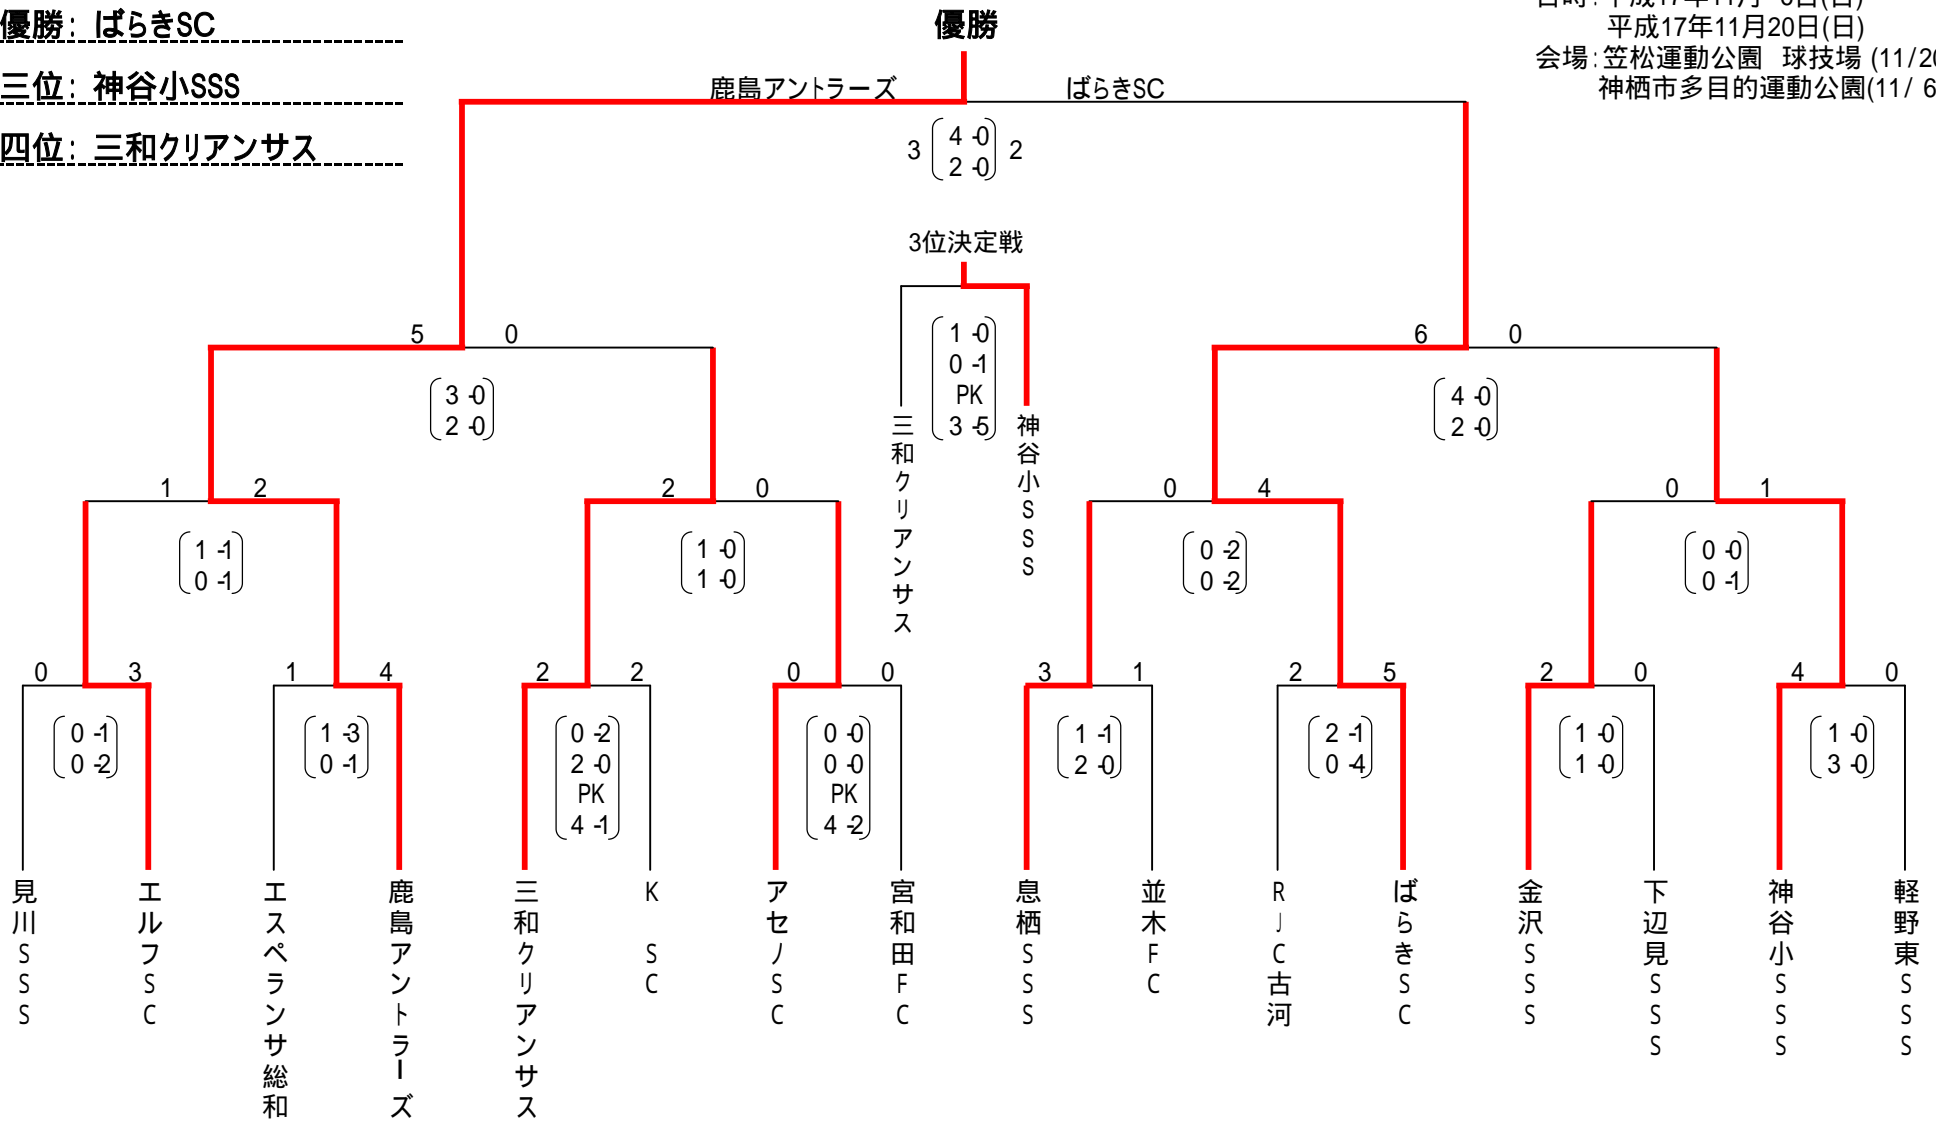 優勝: ばらきSC
三位: 神谷小SSS
四位: 三和クリアンサス
優勝
平成17年11月20日(日)
会場:笠松運動公園 球技場 (11/20
神栖市多目的運動公園(11/ 6
鹿島アントラーズ ばらきSC
3 4-0 2
2-0
3位決定戦
1-0
0-1
PK
3-5
三和クリアンサス
神谷小SSS
5 0
3-0
2-0
6 0
4-0
2-0
1 2
1-1
0-1
2 0
1-0
1-0
0 4
0-2
0-2
0 1
0-0
0-1
0 3
0-1
0-2
1 4
1-3
0-1
2 2
0-2
2-0
PK
4-1
0 0
0-0
0-0
PK
4-2
3 1
1-1
2-0
2 5
2-1
0-4
2 0
1-0
1-0
4 0
1-0
3-0
見川SSS
エルフSC
エスペランサ総和
鹿島アントラーズ
三和クリアンサス
K SC
アセノSC
宮和田FC
息栖SSS
並木FC
RJC古河
ばらきSC
金沢SSS
下辺見SSS
神谷小SSS
軽野東SSS